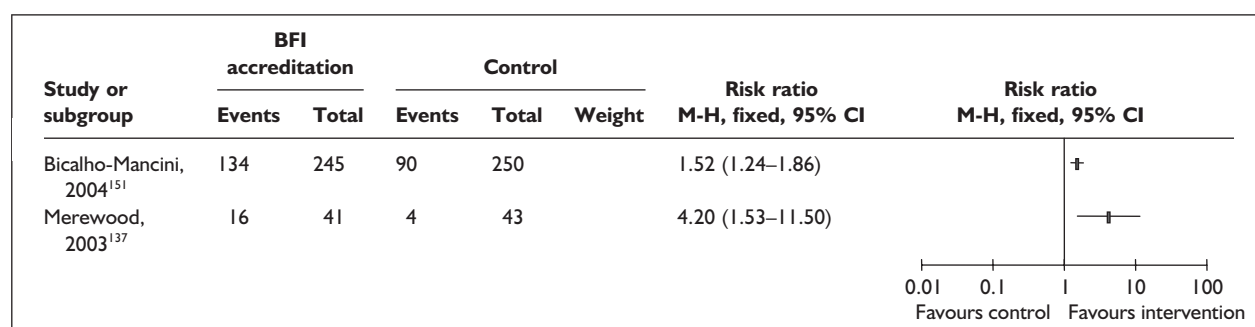 BFI
accreditation Control
Study or Risk ratio Risk ratio
subgroup Events Total Events Total Weight M-H, fixed, 95% CI M-H, fixed, 95% CI
Bicalho-Mancini, 134 245 90 250 1.52 (1.24–1.86)
2004¹⁵¹
Merewood, 16 41 4 43 4.20 (1.53–11.50)
2003¹³⁷
0.01 0.1 1 10 100
Favours control Favours intervention